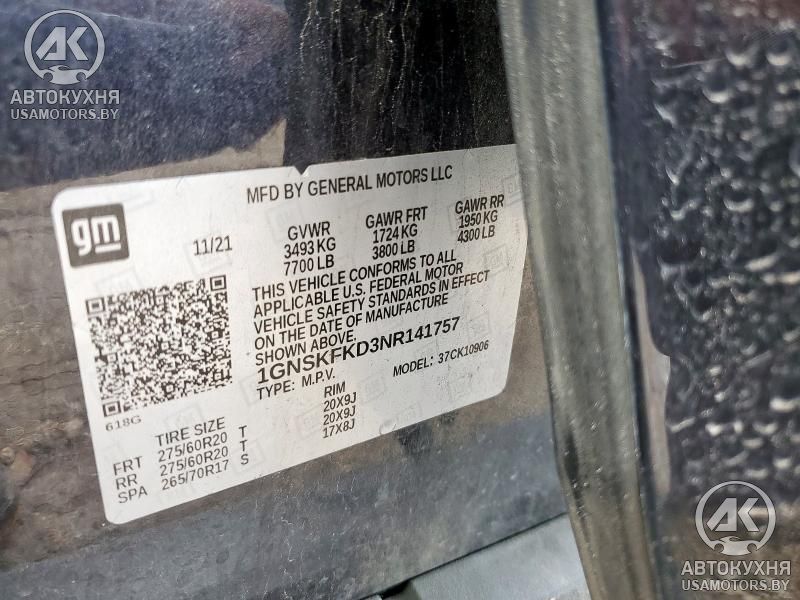 АК
АВТОКУХНЯ
USAMOTORS.BY
MFD BY GENERAL MOTORS LLC
gm
11/21
GVWR GAWR FRT GAWR RR
3493 KG 1724 KG 1950 KG
7700 LB 3800 LB 4300 LB
THIS VEHICLE CONFORMS TO ALL
APPLICABLE U.S. FEDERAL MOTOR
VEHICLE SAFETY STANDARDS IN EFFECT
ON THE DATE OF MANUFACTURE
SHOWN ABOVE.
1GNSKFKD3NR141757
TYPE: M.P.V. MODEL: 37CK10906
618G
TIRE SIZE RIM
FRT 275/60R20 T 20X9J
RR 275/60R20 T 20X9J
SPA 265/70R17 S 17X8J
АК
АВТОКУХНЯ
USAMOTORS.BY